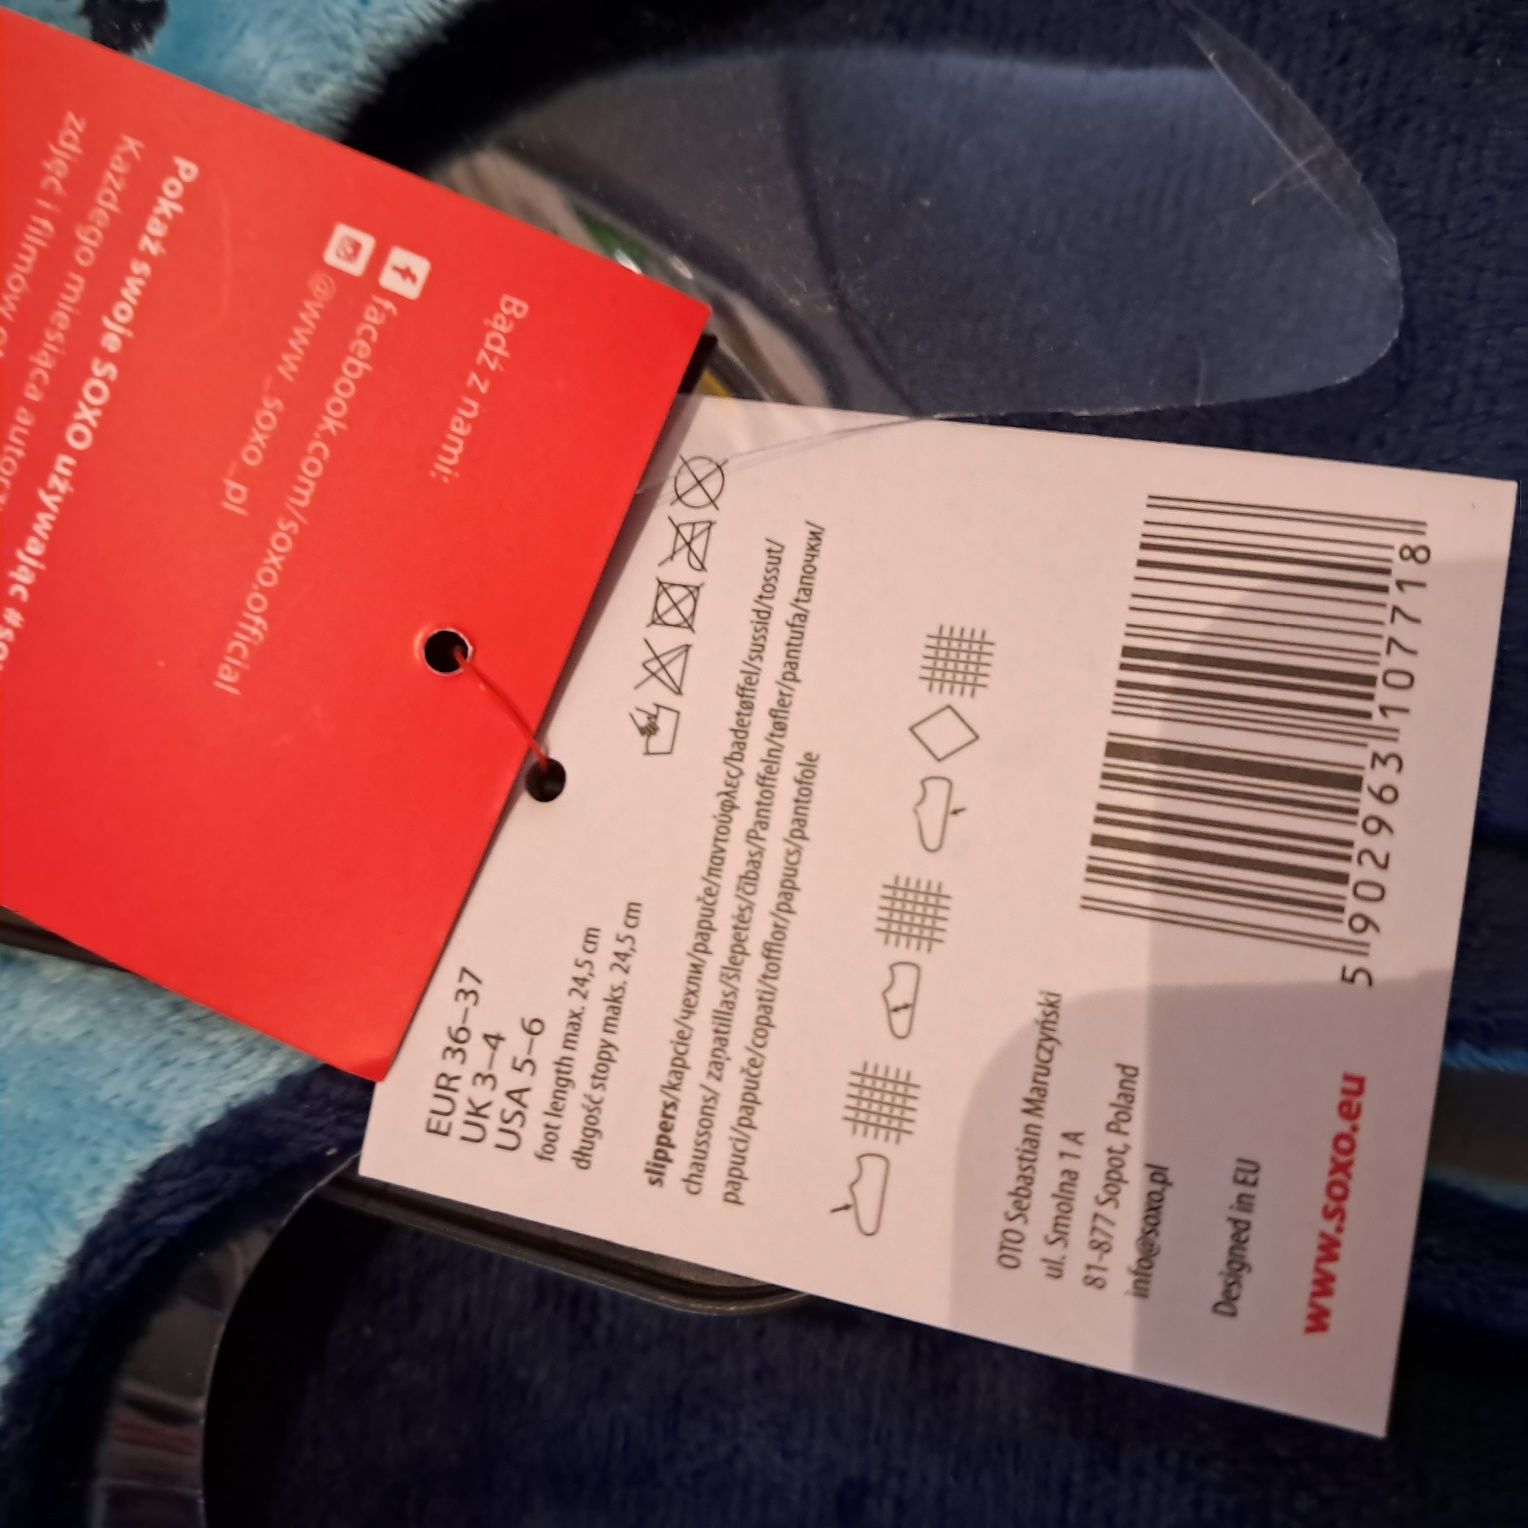 Bądź z nami:
facebook.com/soxo.official
@www_soxo_pl
Pokaż swoje SOXO używając
Każdego miesiąca
zdjęć i filmów
EUR 36–37
UK 3–4
USA 5–6
foot length max. 24,5 cm
długość stopy maks. 24,5 cm
slippers/kapcie/чехли/papuče/παντούφλες/badetøffel/sussid/tossut/
chaussons/ zapatillas/šlepetės/čības/Pantoffeln/tøfler/pantufa/тапочки/
papuci/papuče/copati/tofflor/papucs/pantofole
OTO Sebastian Maruczyński
ul. Smolna 1 A
81-877 Sopot, Poland
info@soxo.pl
Designed in EU
www.soxo.eu
5 902963 107718